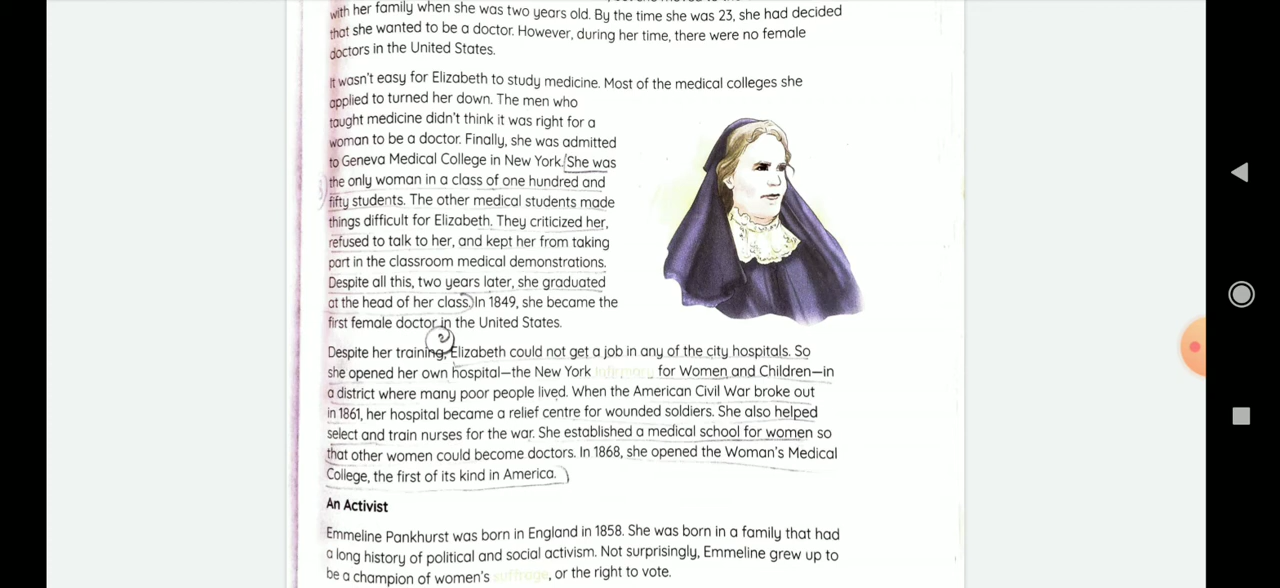 with her family when she was two years old. By the time she was 23, she had decided
that she wanted to be a doctor. However, during her time, there were no female
doctors in the United States.
It wasn't easy for Elizabeth to study medicine. Most of the medical colleges she
applied to turned her down. The men who
taught medicine didn't think it was right for a
woman to be a doctor. Finally, she was admitted
to Geneva Medical College in New York. She was
the only woman in a class of one hundred and
fifty students. The other medical students made
things difficult for Elizabeth. They criticized her,
refused to talk to her, and kept her from taking
part in the classroom medical demonstrations.
Despite all this, two years later, she graduated
at the head of her class. In 1849, she became the
first female doctor in the United States.
2
Despite her training, Elizabeth could not get a job in any of the city hospitals. So
she opened her own hospital—the New York Infirmary for Women and Children—in
a district where many poor people lived. When the American Civil War broke out
in 1861, her hospital became a relief centre for wounded soldiers. She also helped
select and train nurses for the war. She established a medical school for women so
that other women could become doctors. In 1868, she opened the Woman's Medical
College, the first of its kind in America.
An Activist
Emmeline Pankhurst was born in England in 1858. She was born in a family that had
a long history of political and social activism. Not surprisingly, Emmeline grew up to
be a champion of women's suffrage, or the right to vote.